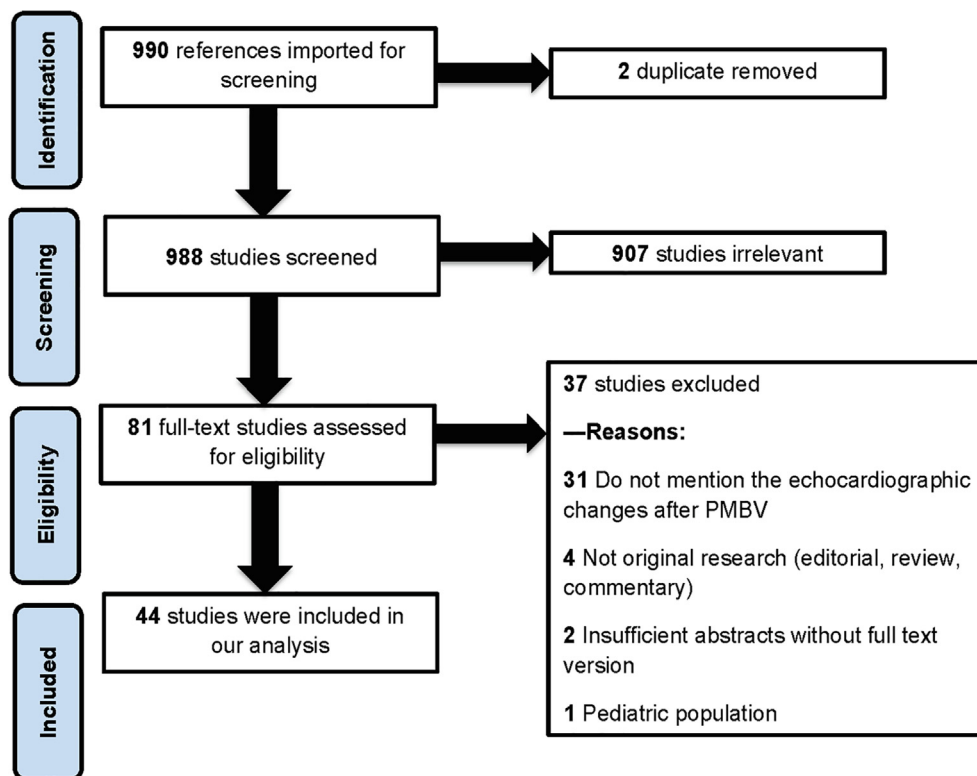 Identification
990 references imported for
screening
2 duplicate removed
Screening
988 studies screened
907 studies irrelevant
Eligibility
81 full-text studies assessed
for eligibility
37 studies excluded
—Reasons:
31 Do not mention the echocardiographic
changes after PMBV
4 Not original research (editorial, review,
commentary)
2 Insufficient abstracts without full text
version
1 Pediatric population
Included
44 studies were included in
our analysis